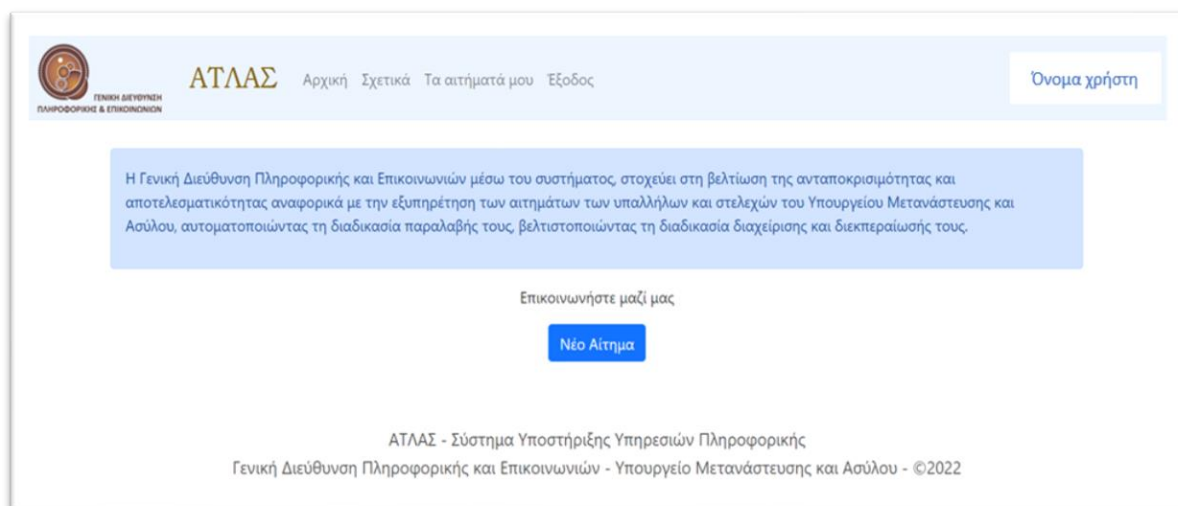 ΓΕΝΙΚΗ ΔΙΕΥΘΥΝΣΗ
ΠΛΗΡΟΦΟΡΙΚΗΣ & ΕΠΙΚΟΙΝΩΝΙΩΝ
ΑΤΛΑΣ Αρχική Σχετικά Τα αιτήματά μου Έξοδος Όνομα χρήστη
Η Γενική Διεύθυνση Πληροφορικής και Επικοινωνιών μέσω του συστήματος, στοχεύει στη βελτίωση της ανταποκρισιμότητας και
αποτελεσματικότητας αναφορικά με την εξυπηρέτηση των αιτημάτων των υπαλλήλων και στελεχών του Υπουργείου Μετανάστευσης και
Ασύλου, αυτοματοποιώντας τη διαδικασία παραλαβής τους, βελτιστοποιώντας τη διαδικασία διαχείρισης και διεκπεραίωσής τους.
Επικοινωνήστε μαζί μας
Νέο Αίτημα
ΑΤΛΑΣ - Σύστημα Υποστήριξης Υπηρεσιών Πληροφορικής
Γενική Διεύθυνση Πληροφορικής και Επικοινωνιών - Υπουργείο Μετανάστευσης και Ασύλου - ©2022